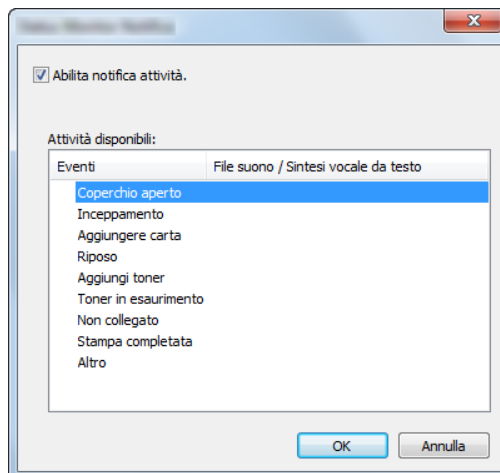 Abilita notifica attività.
Attività disponibili:
Eventi File suono / Sintesi vocale da testo
Coperchio aperto
Inceppamento
Aggiungere carta
Riposo
Aggiungi toner
Toner in esaurimento
Non collegato
Stampa completata
Altro
OK Annulla